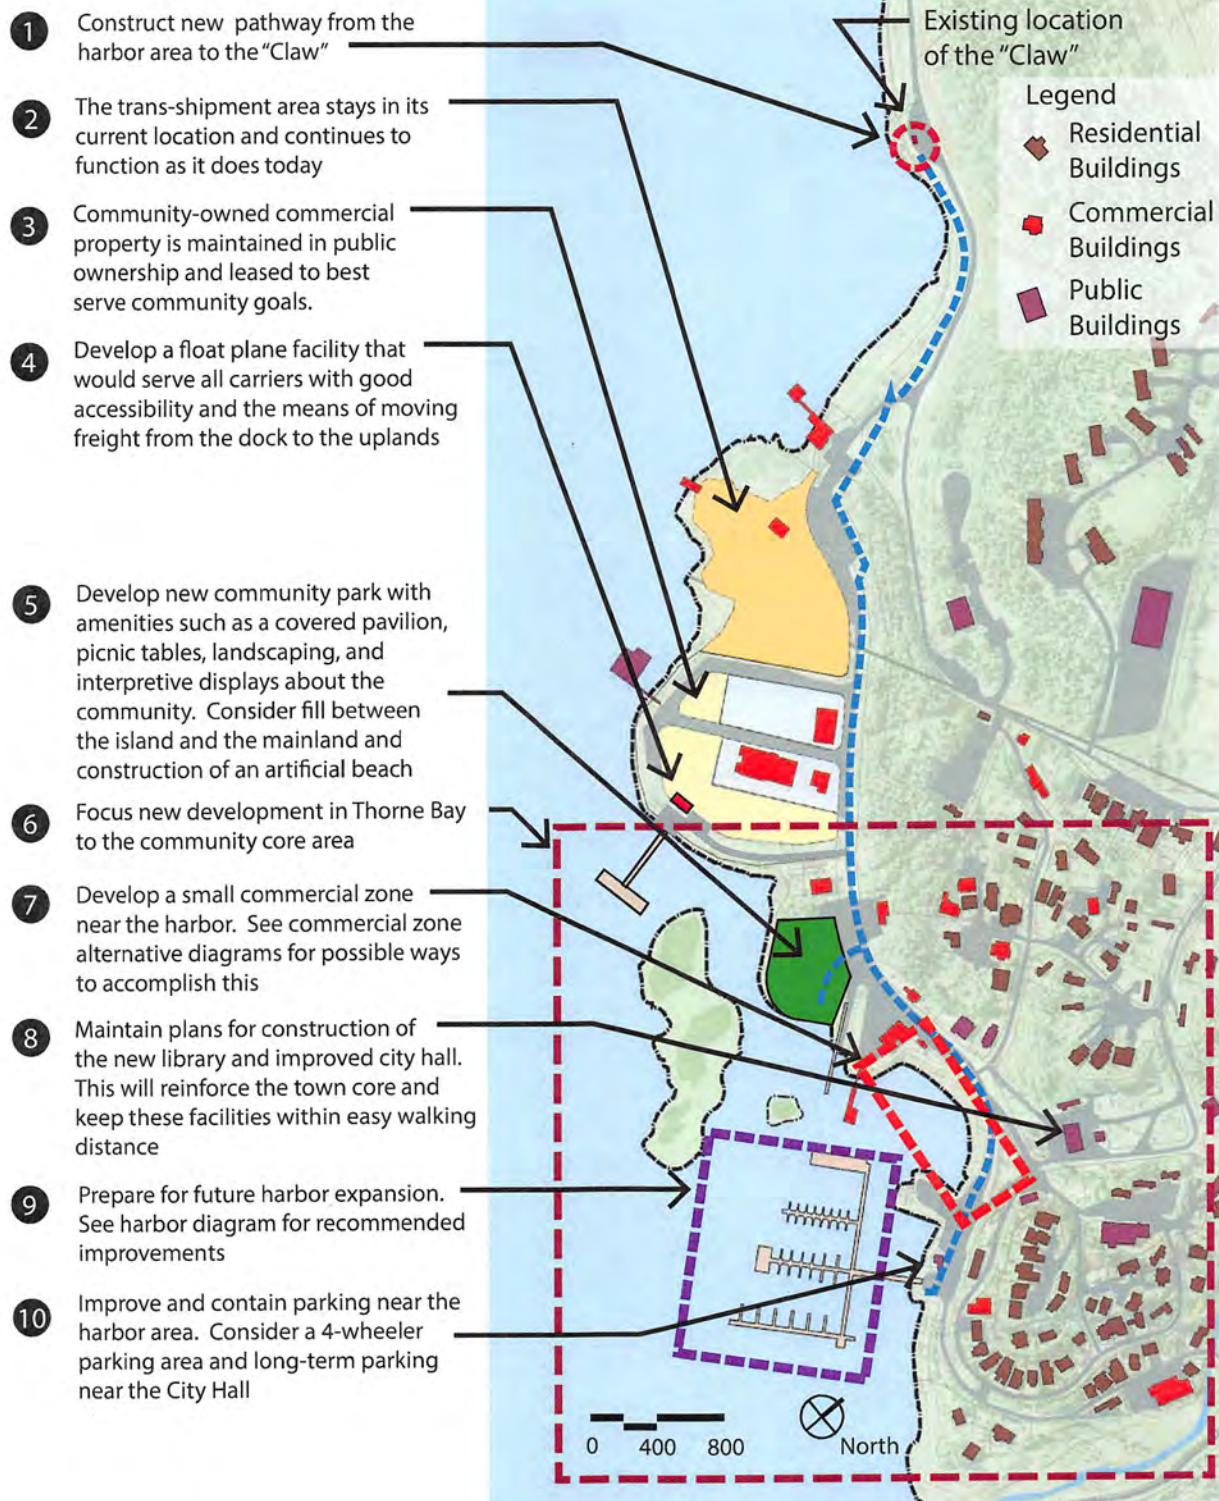 1 Construct new pathway from the
harbor area to the “Claw”
2 The trans-shipment area stays in its
current location and continues to
function as it does today
3 Community-owned commercial
property is maintained in public
ownership and leased to best
serve community goals.
4 Develop a float plane facility that
would serve all carriers with good
accessibility and the means of moving
freight from the dock to the uplands
5 Develop new community park with
amenities such as a covered pavilion,
picnic tables, landscaping, and
interpretive displays about the
community. Consider fill between
the island and the mainland and
construction of an artificial beach
6 Focus new development in Thorne Bay
to the community core area
7 Develop a small commercial zone
near the harbor. See commercial zone
alternative diagrams for possible ways
to accomplish this
8 Maintain plans for construction of
the new library and improved city hall.
This will reinforce the town core and
keep these facilities within easy walking
distance
9 Prepare for future harbor expansion.
See harbor diagram for recommended
improvements
10 Improve and contain parking near the
harbor area. Consider a 4-wheeler
parking area and long-term parking
near the City Hall
Existing location
of the “Claw”
Legend
Residential
Buildings
Commercial
Buildings
Public
Buildings
0 400 800
North